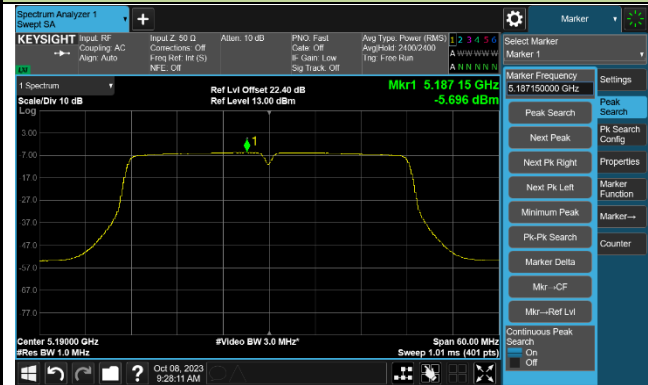 Spectrum Analyzer 1
Swept SA
Marker
KEYSIGHT
Input: RF
Coupling: AC
Align: Auto
Input Z: 50 Ω
Corrections: Off
Freq Ref: Int (S)
NFE: Off
Atten: 10 dB
PNO: Fast
Gate: Off
IF Gain: Low
Sig Track: Off
Avg Type: Power (RMS)
Avg|Hold: 2400/2400
Trig: Free Run
1 2 3 4 5 6
A W W W W W
A N N N N N
LXI
Select Marker
Marker 1
1 Spectrum
Scale/Div 10 dB
Log
Ref Lvl Offset 22.40 dB
Ref Level 13.00 dBm
Mkr1 5.187 15 GHz
-5.696 dBm
3.00
-7.00
-17.0
-27.0
-37.0
-47.0
-57.0
-67.0
-77.0
1
Center 5.19000 GHz
#Res BW 1.0 MHz
#Video BW 3.0 MHz*
Span 60.00 MHz
Sweep 1.01 ms (401 pts)
Marker Frequency
5.187150000 GHz
Peak Search
Next Peak
Next Pk Right
Next Pk Left
Minimum Peak
Pk-Pk Search
Marker Delta
Mkr→CF
Mkr→Ref Lvl
Continuous Peak
Search
On
Off
Settings
Peak
Search
Pk Search
Config
Properties
Marker
Function
Marker→
Counter
?
Oct 08, 2023
9:28:11 AM